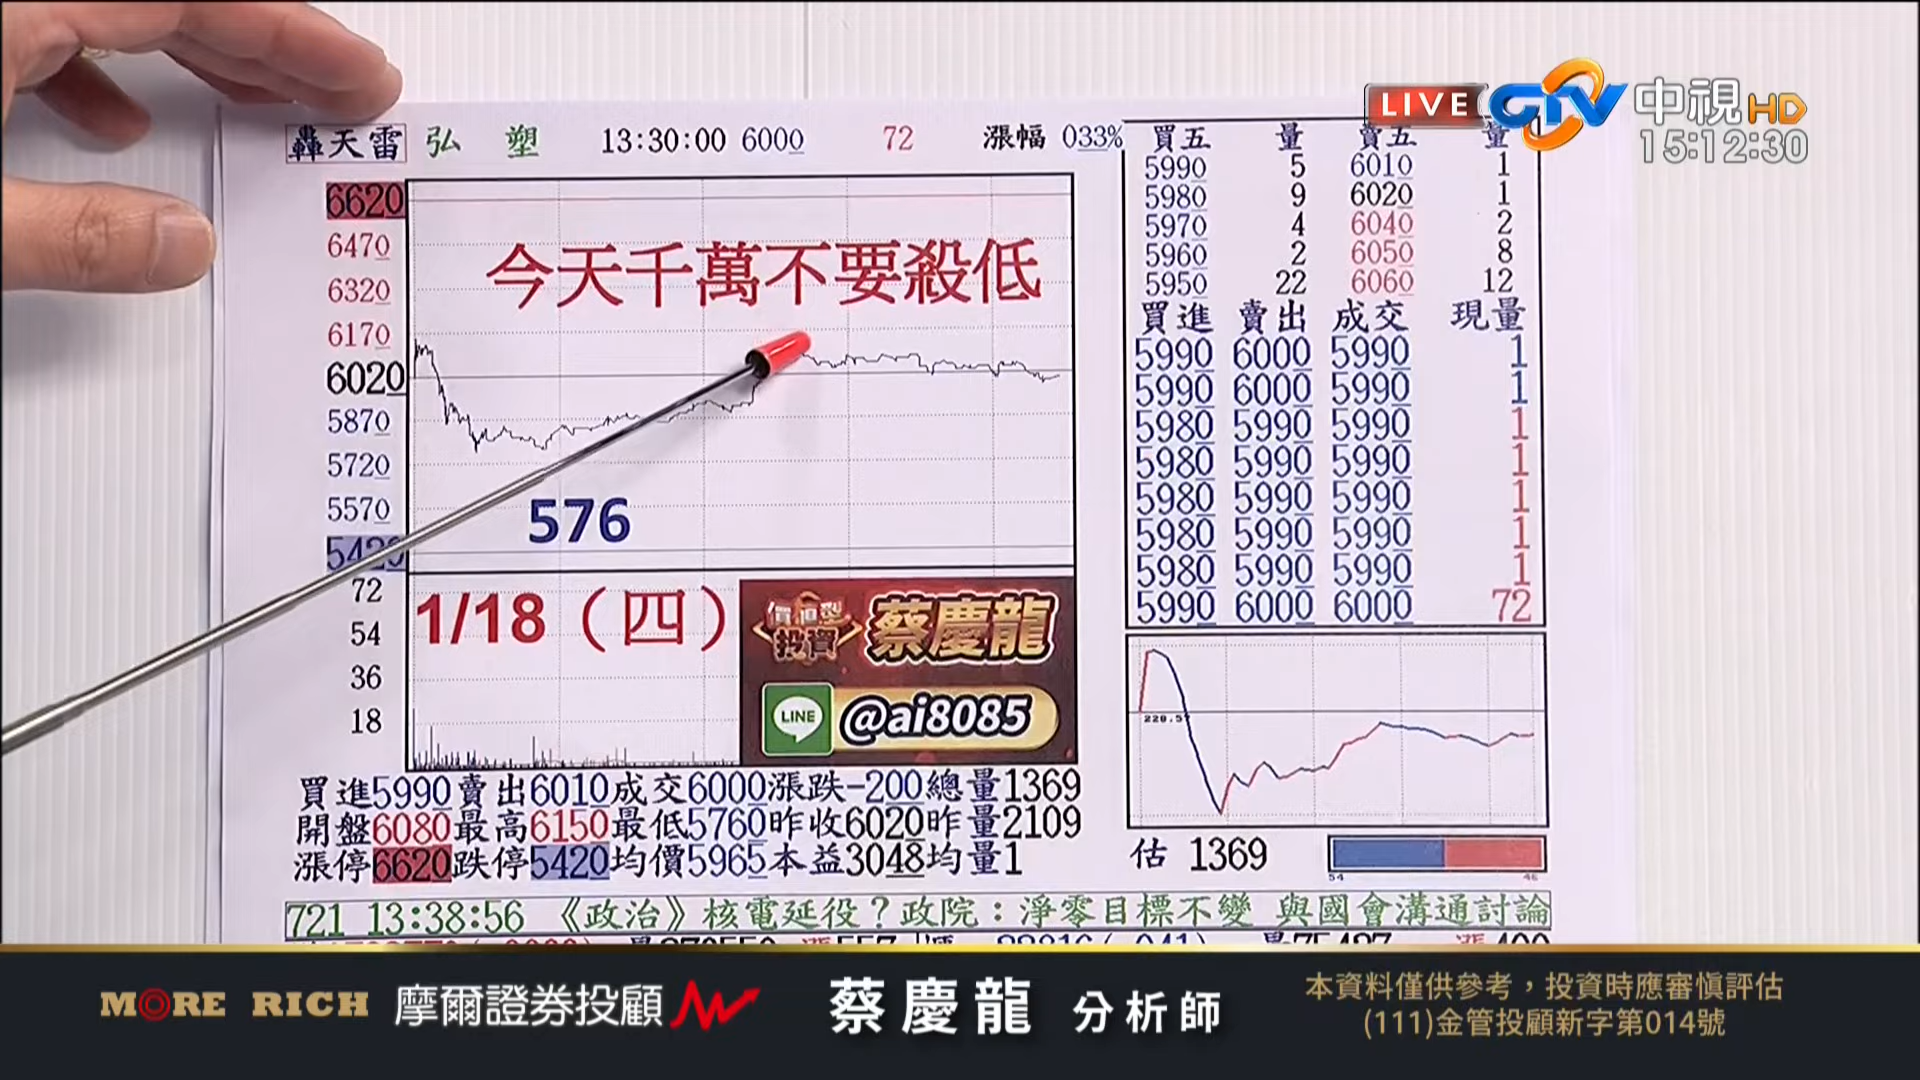 LIVE CTV 中視HD
15:12:30
轟天雷 弘塑 13:30:00 6000 72 漲幅 033%
買五 量 賣五 量
5990 5 6010 1
5980 9 6020 1
5970 4 6040 2
5960 2 6050 8
5950 22 6060 12
買進 賣出 成交 現量
5990 6000 5990 1
5990 6000 5990 1
5980 5990 5990 1
5980 5990 5990 1
5980 5990 5990 1
5980 5990 5990 1
5980 5990 5990 1
5990 6000 6000 72
6620
6470
6320
6170
6020
5870
5720
5570
5420
72
54
36
18
今天千萬不要殺低
576
1/18（四）
價值型投資 蔡慶龍
LINE @ai8085
228.57
買進5990賣出6010成交6000漲跌-200總量1369
開盤6080最高6150最低5760昨收6020昨量2109
漲停6620跌停5420均價5965本益3048均量1
估 1369
54 46
721 13:38:56 《政治》核電延役？政院：淨零目標不變 與國會溝通討論
MORE RICH 摩爾證券投顧 蔡慶龍 分析師
本資料僅供參考，投資時應審慎評估
(111)金管投顧新字第014號